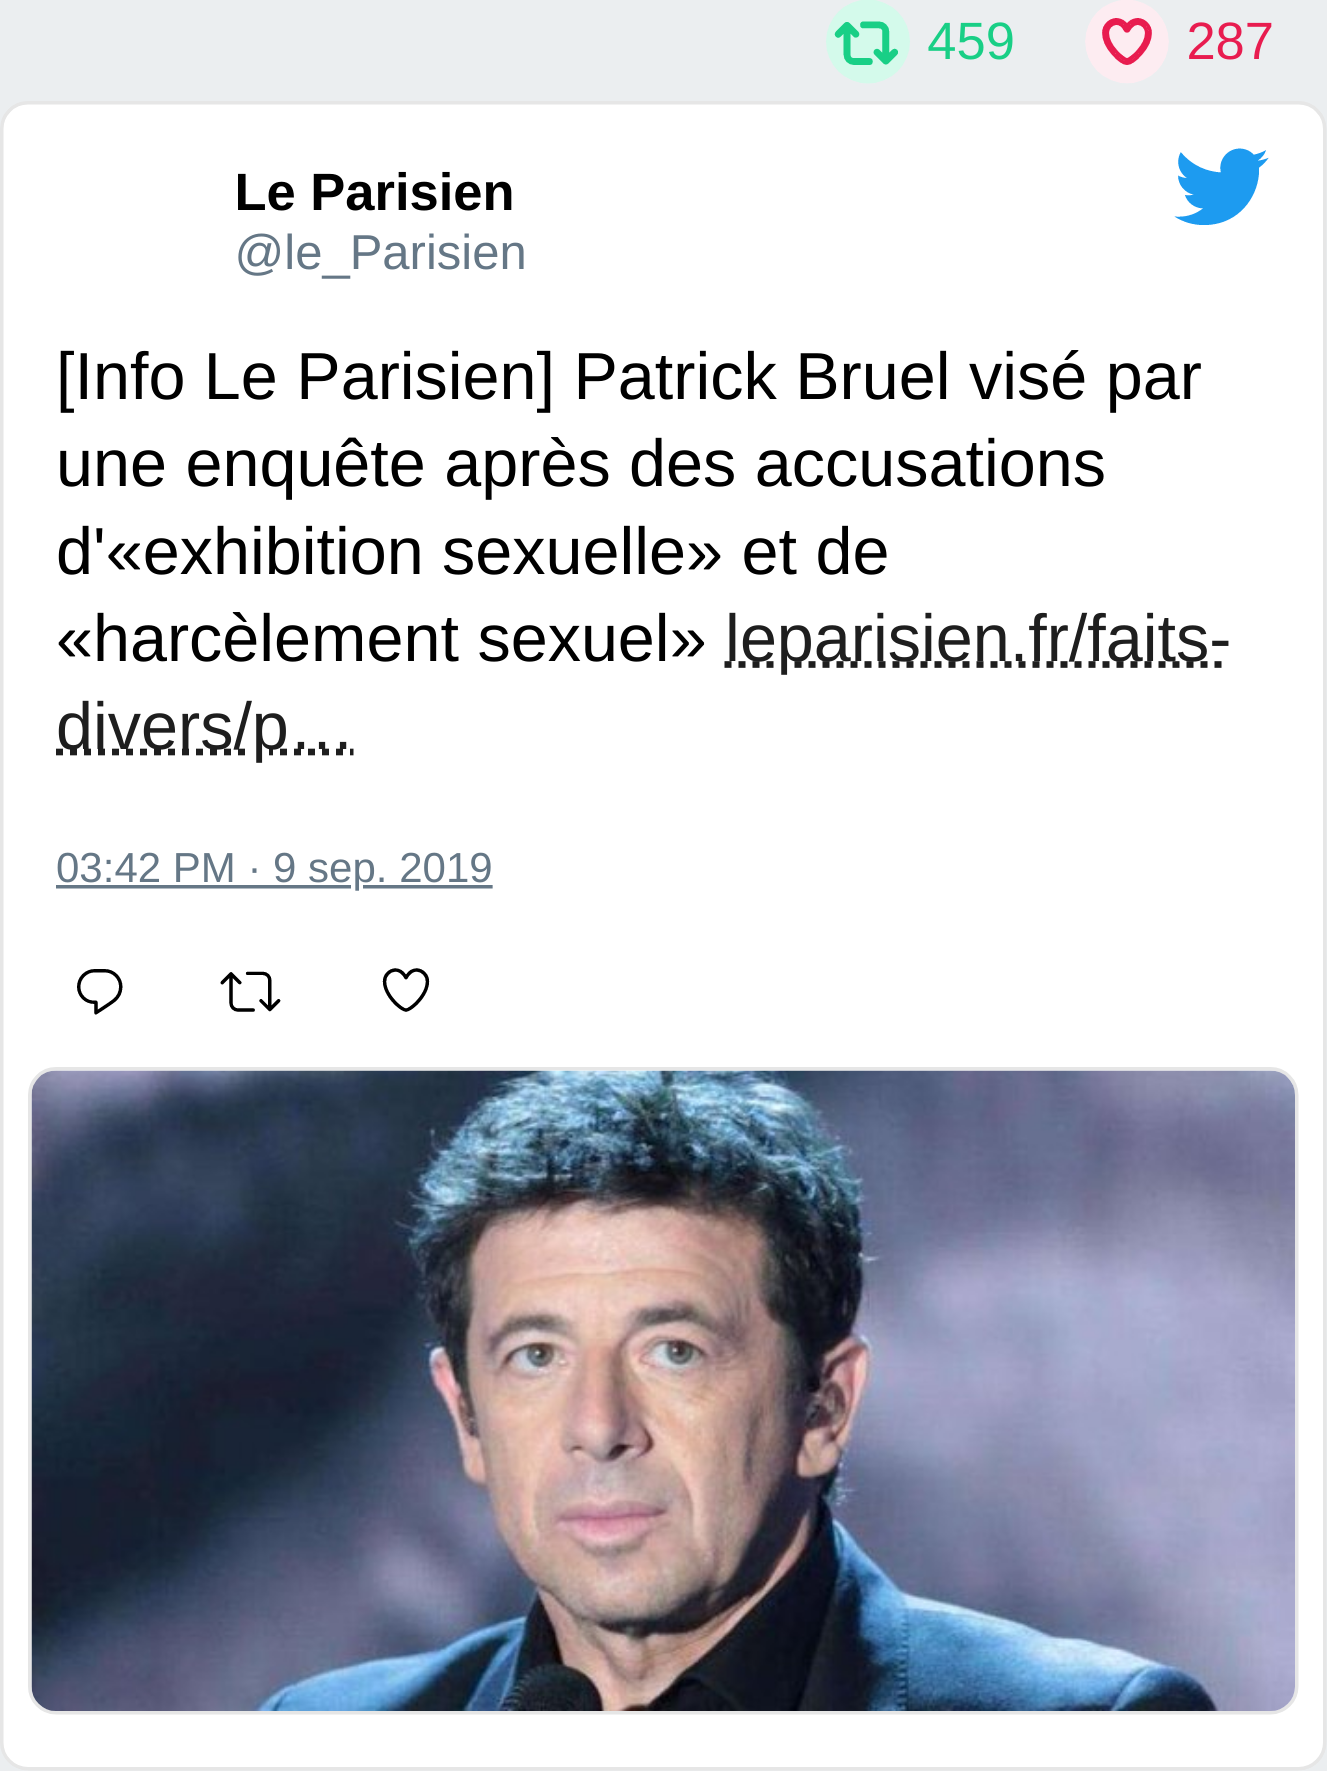 459 287
Le Parisien
@le_Parisien
[Info Le Parisien] Patrick Bruel visé par
une enquête après des accusations
d'«exhibition sexuelle» et de
«harcèlement sexuel» leparisien.fr/faits-
divers/p…
03:42 PM · 9 sep. 2019